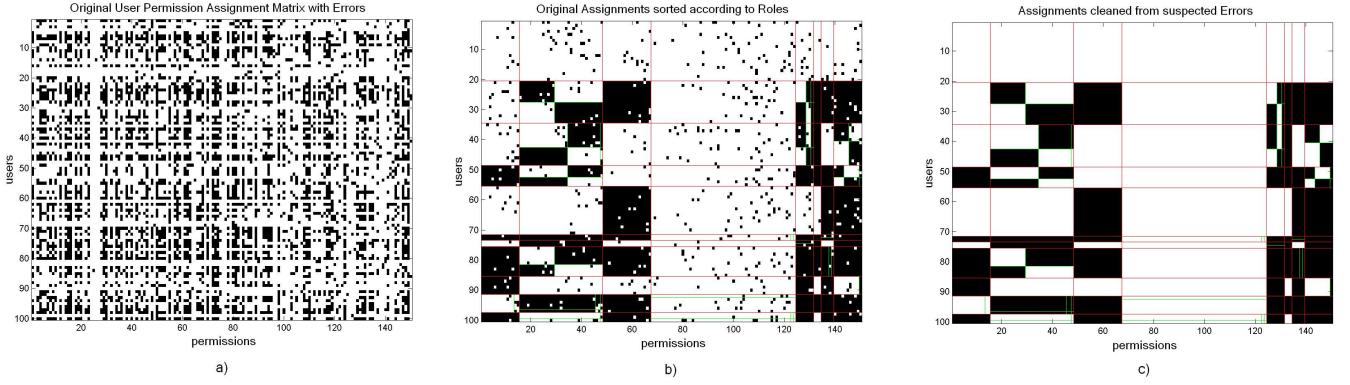 Original User Permission Assignment Matrix with Errors
10
20
30
40
50
60
70
80
90
100
users
20 40 60 80 100 120 140
permissions
a)
Original Assignments sorted according to Roles
10
20
30
40
50
60
70
80
90
100
users
20 40 60 80 100 120 140
permissions
b)
Assignments cleaned from suspected Errors
10
20
30
40
50
60
70
80
90
100
users
20 40 60 80 100 120 140
permissions
c)